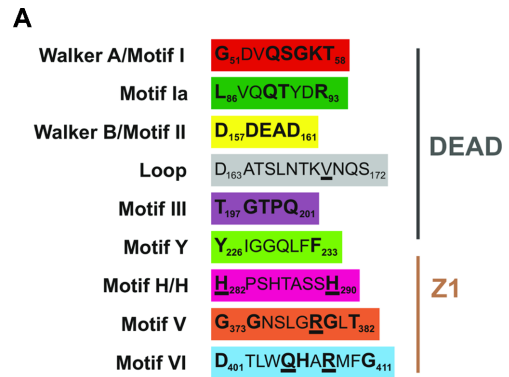 A
Walker A/Motif I G51DVQSGKT58
Motif Ia L86VQQTYDR93
Walker B/Motif II D157DEAD161
DEAD
Loop D163ATSLNTKVNQS172
Motif III T197GTPQ201
Motif Y Y226IGGQLFF233
Motif H/H H282PSHTASSH290
Z1
Motif V G373GNSLGRGLT382
Motif VI D401TLWQHARMFG411